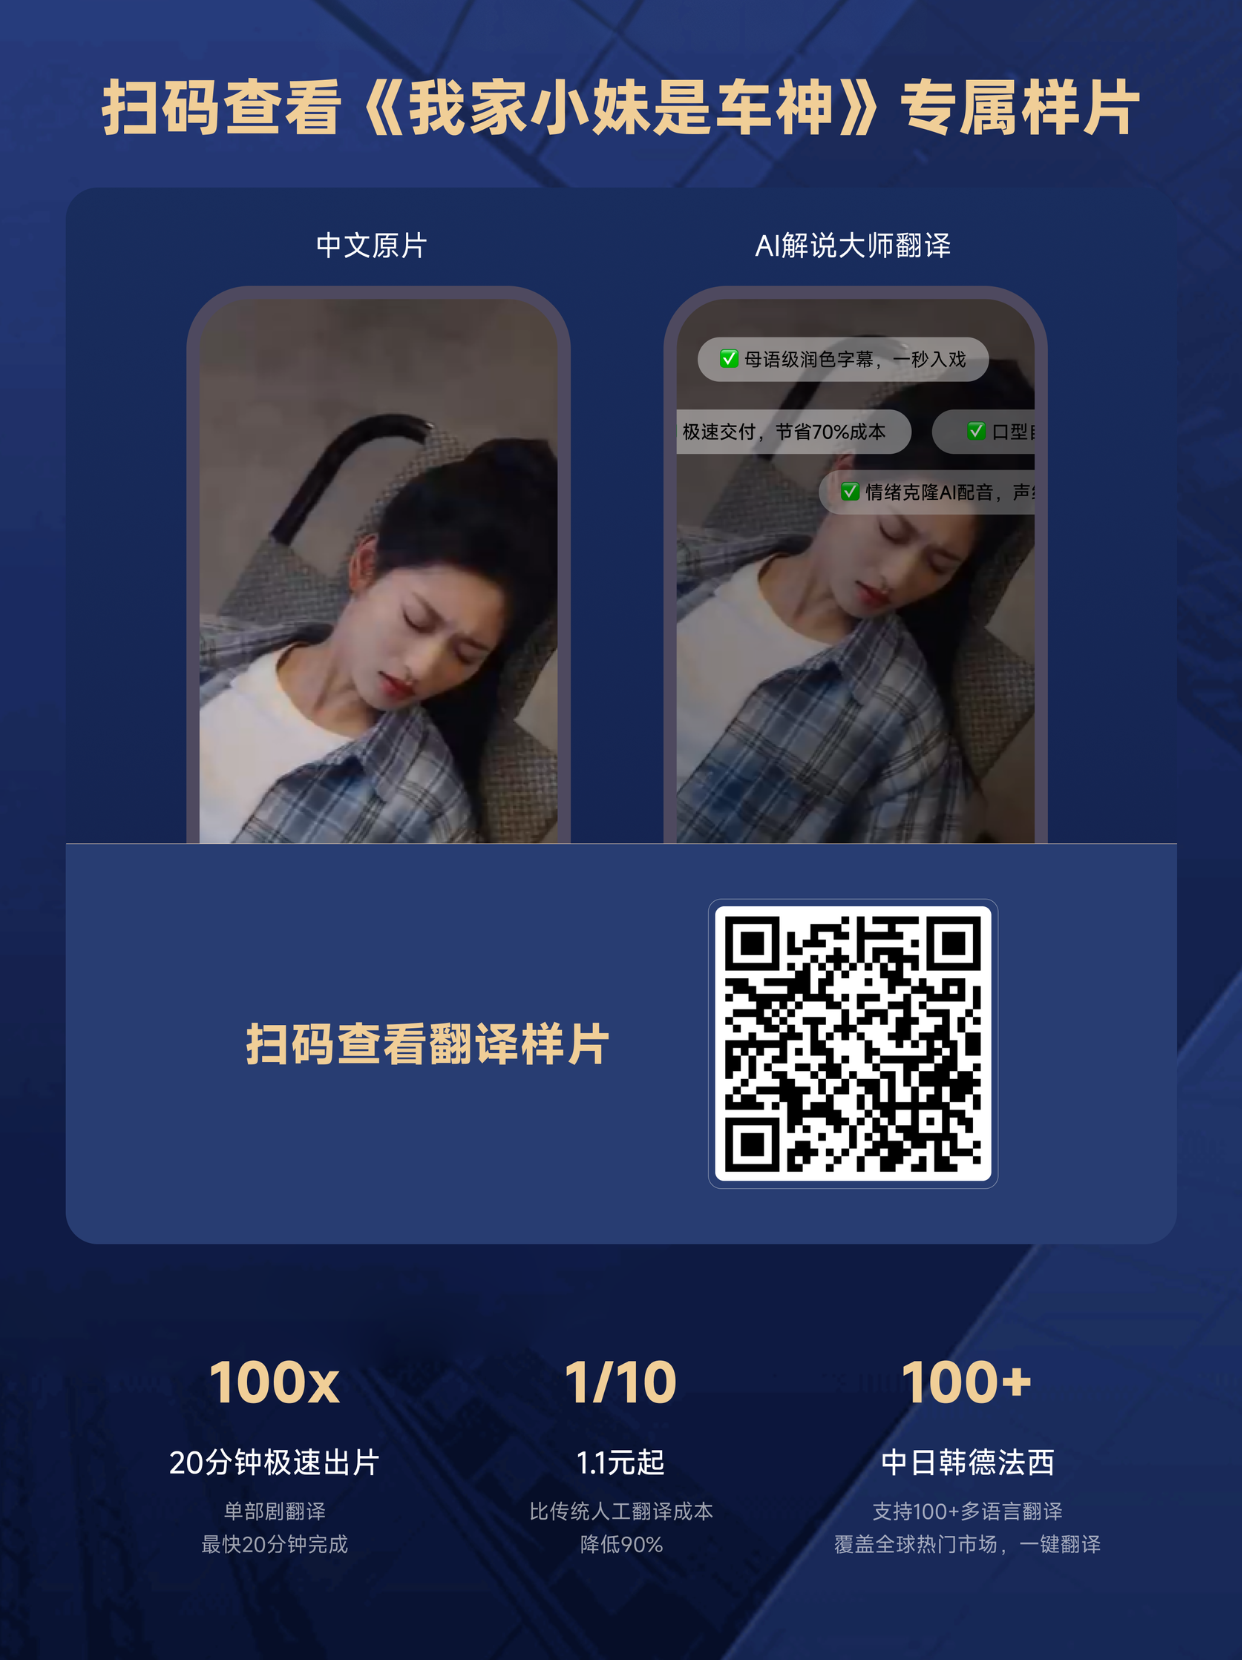 扫码查看《我家小妹是车神》专属样片
中文原片
AI解说大师翻译
✅ 母语级润色字幕，一秒入戏
极速交付，节省70%成本
✅ 口型
✅ 情绪克隆AI配音，声
扫码查看翻译样片
100x
1/10
100+
20分钟极速出片
1.1元起
中日韩德法西
单部剧翻译
最快20分钟完成
比传统人工翻译成本
降低90%
支持100+多语言翻译
覆盖全球热门市场，一键翻译